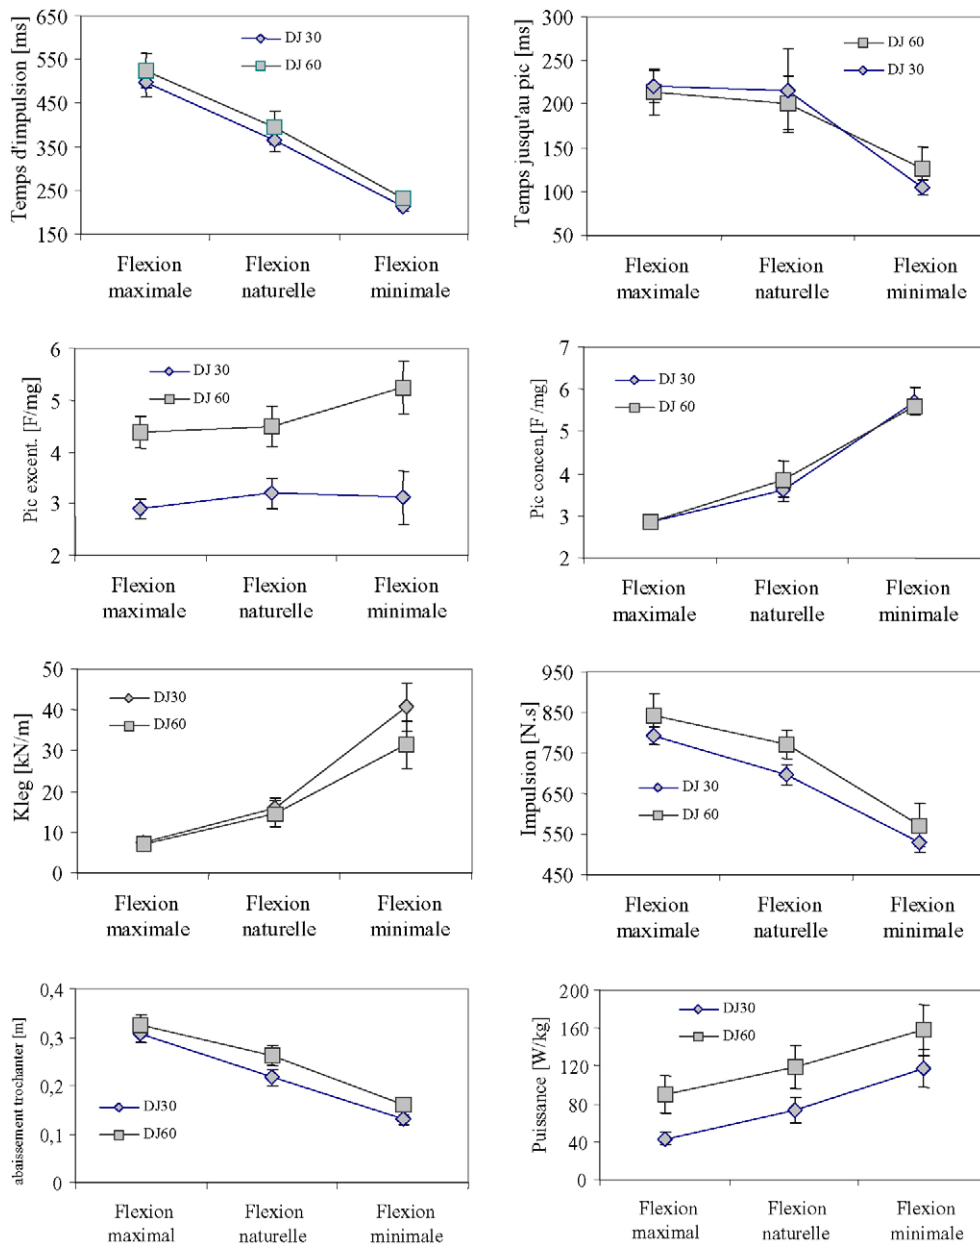 Temps d'impulsion [ms]
650
550
450
350
250
150
DJ 30
DJ 60
Flexion
maximale
Flexion
naturelle
Flexion
minimale
Temps jusqu'au pic [ms]
300
250
200
150
100
50
DJ 60
DJ 30
Flexion
maximale
Flexion
naturelle
Flexion
minimale
Pic excent. [F/mg]
6
5
4
3
2
DJ 30
DJ 60
Flexion
maximale
Flexion
naturelle
Flexion
minimale
Pic concen.[F /mg]
7
6
5
4
3
2
DJ 30
DJ 60
Flexion
maximale
Flexion
naturelle
Flexion
minimale
Kleg [kN/m]
50
40
30
20
10
0
DJ30
DJ60
Flexion
maximale
Flexion
naturelle
Flexion
minimale
Impulsion [N.s]
950
850
750
650
550
450
DJ 30
DJ 60
Flexion
maximale
Flexion
naturelle
Flexion
minimale
abaissement trochanter [m]
0,4
0,3
0,2
0,1
0
DJ30
DJ60
Flexion
maximal
Flexion
naturelle
Flexion
minimale
Puissance [W/kg]
200
160
120
80
40
0
DJ30
DJ60
Flexion
maximal
Flexion
naturelle
Flexion
minimale